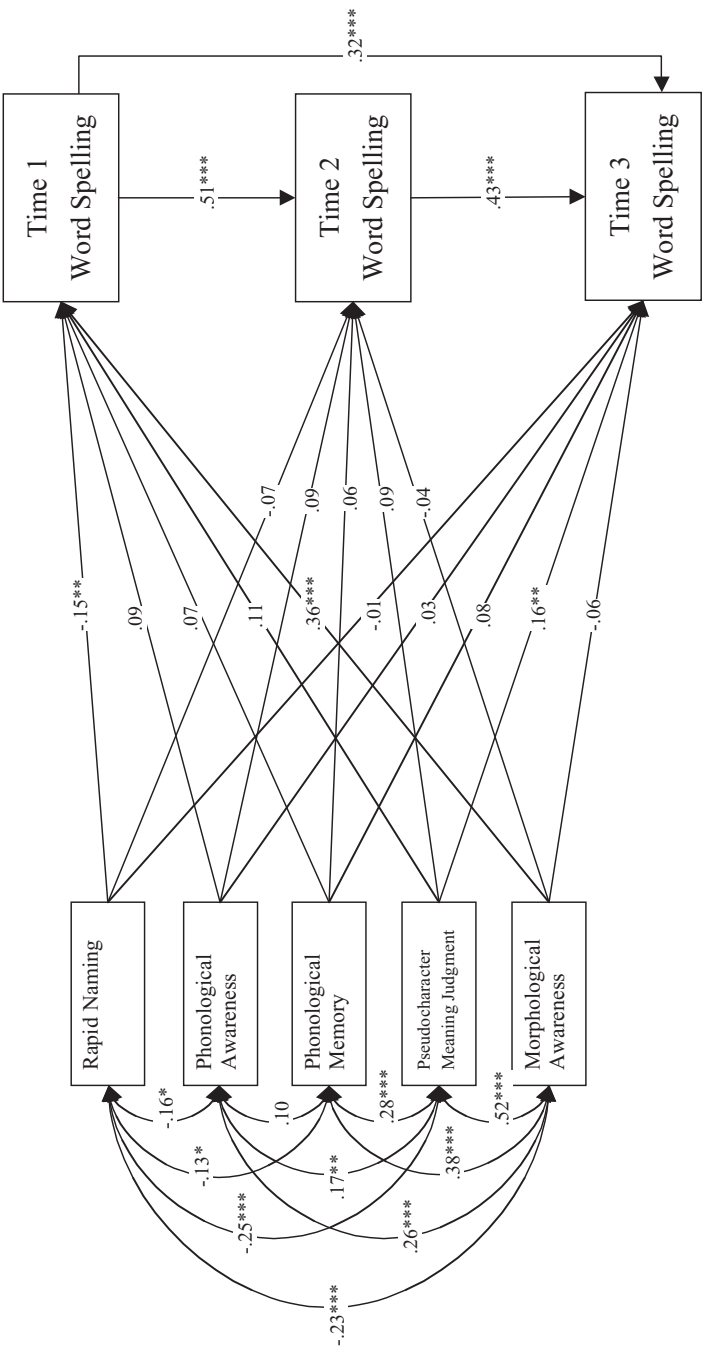 Rapid Naming
Phonological
Awareness
Phonological
Memory
Pseudocharacter
Meaning Judgment
Morphological
Awareness
-.16*
.10
.28***
.52***
-.13*
.17**
.38***
-.25***
.26***
-.23***
-.15**
.09
.07
.11
.36***
-.07
.09
.06
.09
-.04
-.01
.03
.08
.16**
-.06
Time 1
Word Spelling
.51***
Time 2
Word Spelling
.43***
Time 3
Word Spelling
.32***